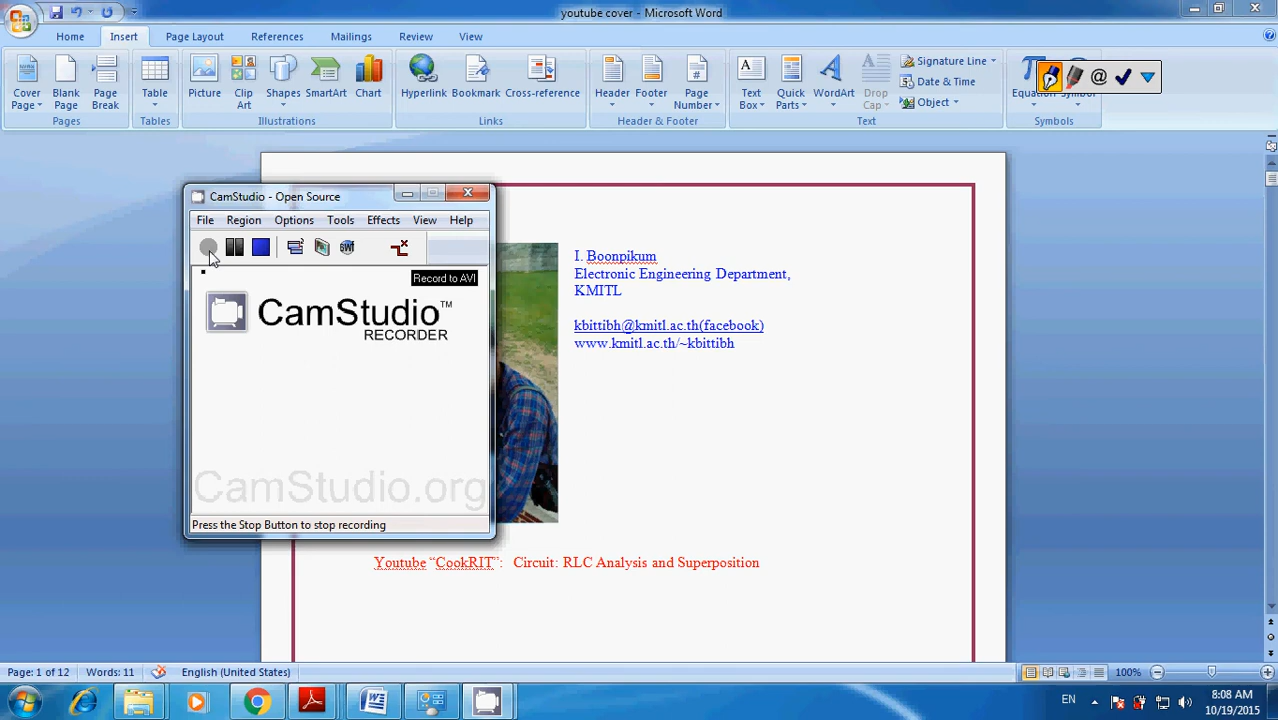 youtube cover - Microsoft Word
Home Insert Page Layout References Mailings Review View
Cover Page Blank Page Page Break Table Picture Clip Art Shapes SmartArt Chart Hyperlink Bookmark Cross-reference Header Footer Page Number Text Box Quick Parts WordArt Drop Cap Signature Line Date & Time Object Equation Symbol
Pages Tables Illustrations Links Header & Footer Text Symbols
CamStudio - Open Source
File Region Options Tools Effects View Help
SWF
Record to AVI
CamStudio™
RECORDER
CamStudio.org
Press the Stop Button to stop recording
I. Boonpikum
Electronic Engineering Department,
KMITL
kbittibh@kmitl.ac.th(facebook)
www.kmitl.ac.th/~kbittibh
Youtube “CookRIT”: Circuit: RLC Analysis and Superposition
Page: 1 of 12 Words: 11 English (United States) 100%
EN 8:08 AM
10/19/2015